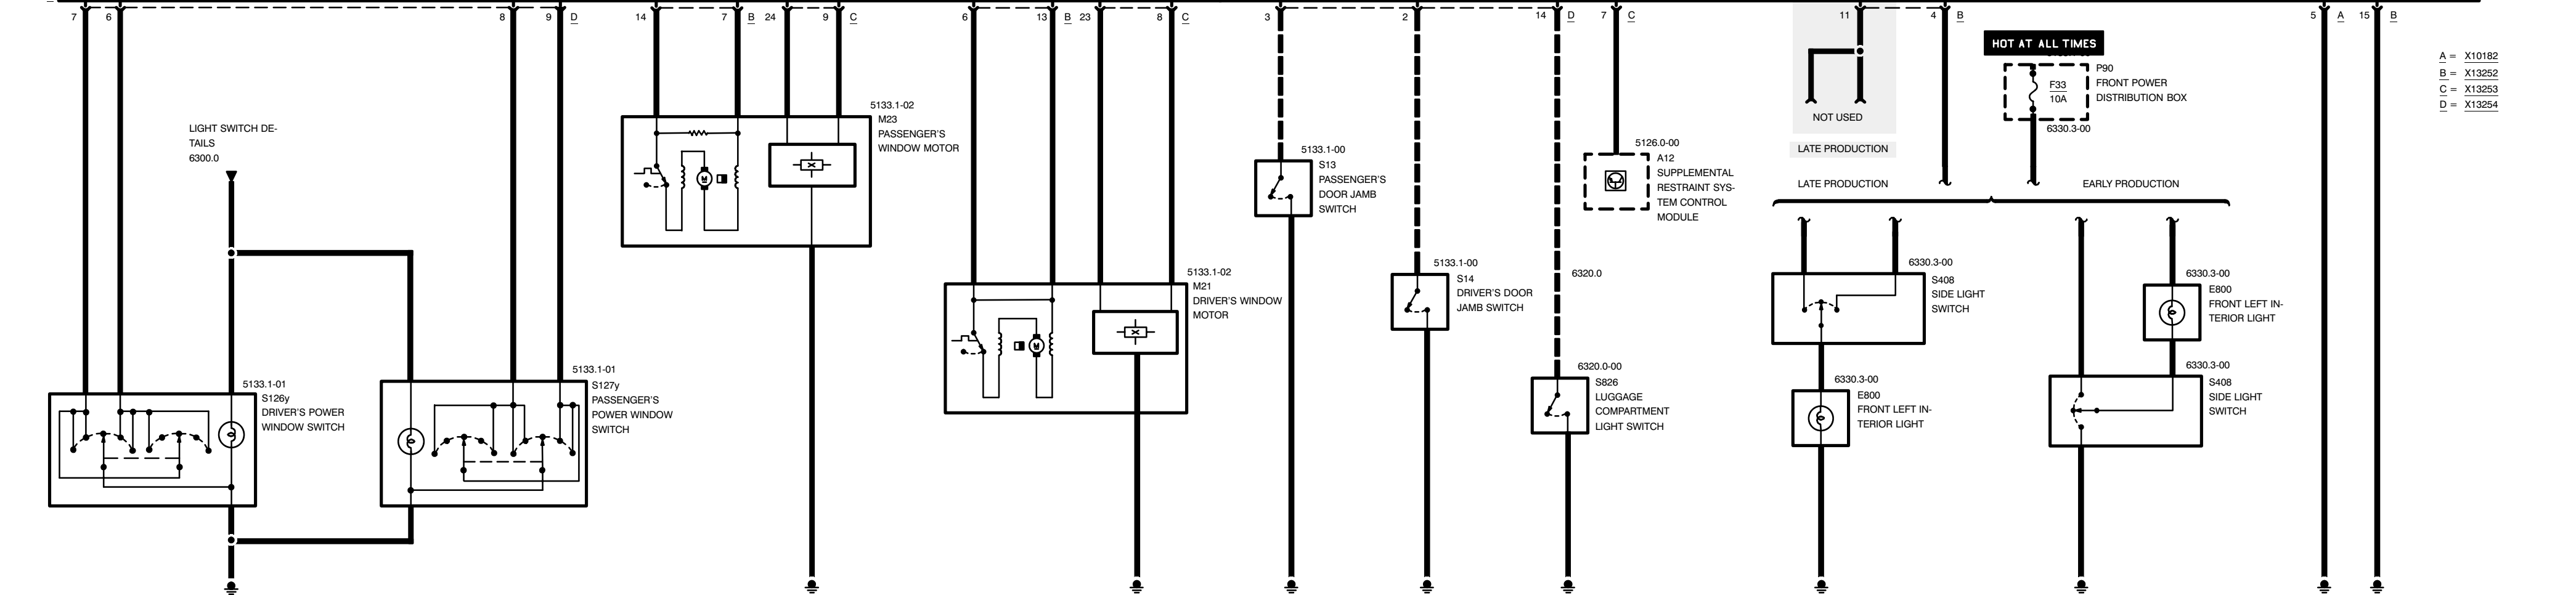 7 6 8 9 D 14 7 B 24 9 C 6 13 B 23 8 C 3 2 14 D 7 C 11 4 B 5 A 15 B
HOT AT ALL TIMES
P90
FRONT POWER
DISTRIBUTION BOX
F33
10A
6330.3-00
A = X10182
B = X13252
C = X13253
D = X13254
NOT USED
LATE PRODUCTION
LATE PRODUCTION
EARLY PRODUCTION
LIGHT SWITCH DE-
TAILS
6300.0
5133.1-02
M23
PASSENGER'S
WINDOW MOTOR
M
5133.1-00
S13
PASSENGER'S
DOOR JAMB
SWITCH
5126.0-00
A12
SUPPLEMENTAL
RESTRAINT SYS-
TEM CONTROL
MODULE
5133.1-02
M21
DRIVER'S WINDOW
MOTOR
M
5133.1-00
S14
DRIVER'S DOOR
JAMB SWITCH
6320.0
6330.3-00
S408
SIDE LIGHT
SWITCH
6330.3-00
E800
FRONT LEFT IN-
TERIOR LIGHT
5133.1-01
S126y
DRIVER'S POWER
WINDOW SWITCH
5133.1-01
S127y
PASSENGER'S
POWER WINDOW
SWITCH
6320.0-00
S826
LUGGAGE
COMPARTMENT
LIGHT SWITCH
6330.3-00
E800
FRONT LEFT IN-
TERIOR LIGHT
6330.3-00
S408
SIDE LIGHT
SWITCH